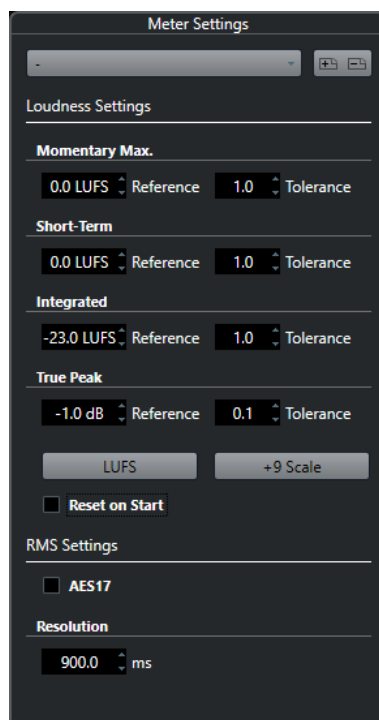 Meter Settings
-
Loudness Settings
Momentary Max.
0.0 LUFS Reference 1.0 Tolerance
Short-Term
0.0 LUFS Reference 1.0 Tolerance
Integrated
-23.0 LUFS Reference 1.0 Tolerance
True Peak
-1.0 dB Reference 0.1 Tolerance
LUFS +9 Scale
Reset on Start
RMS Settings
AES17
Resolution
900.0 ms